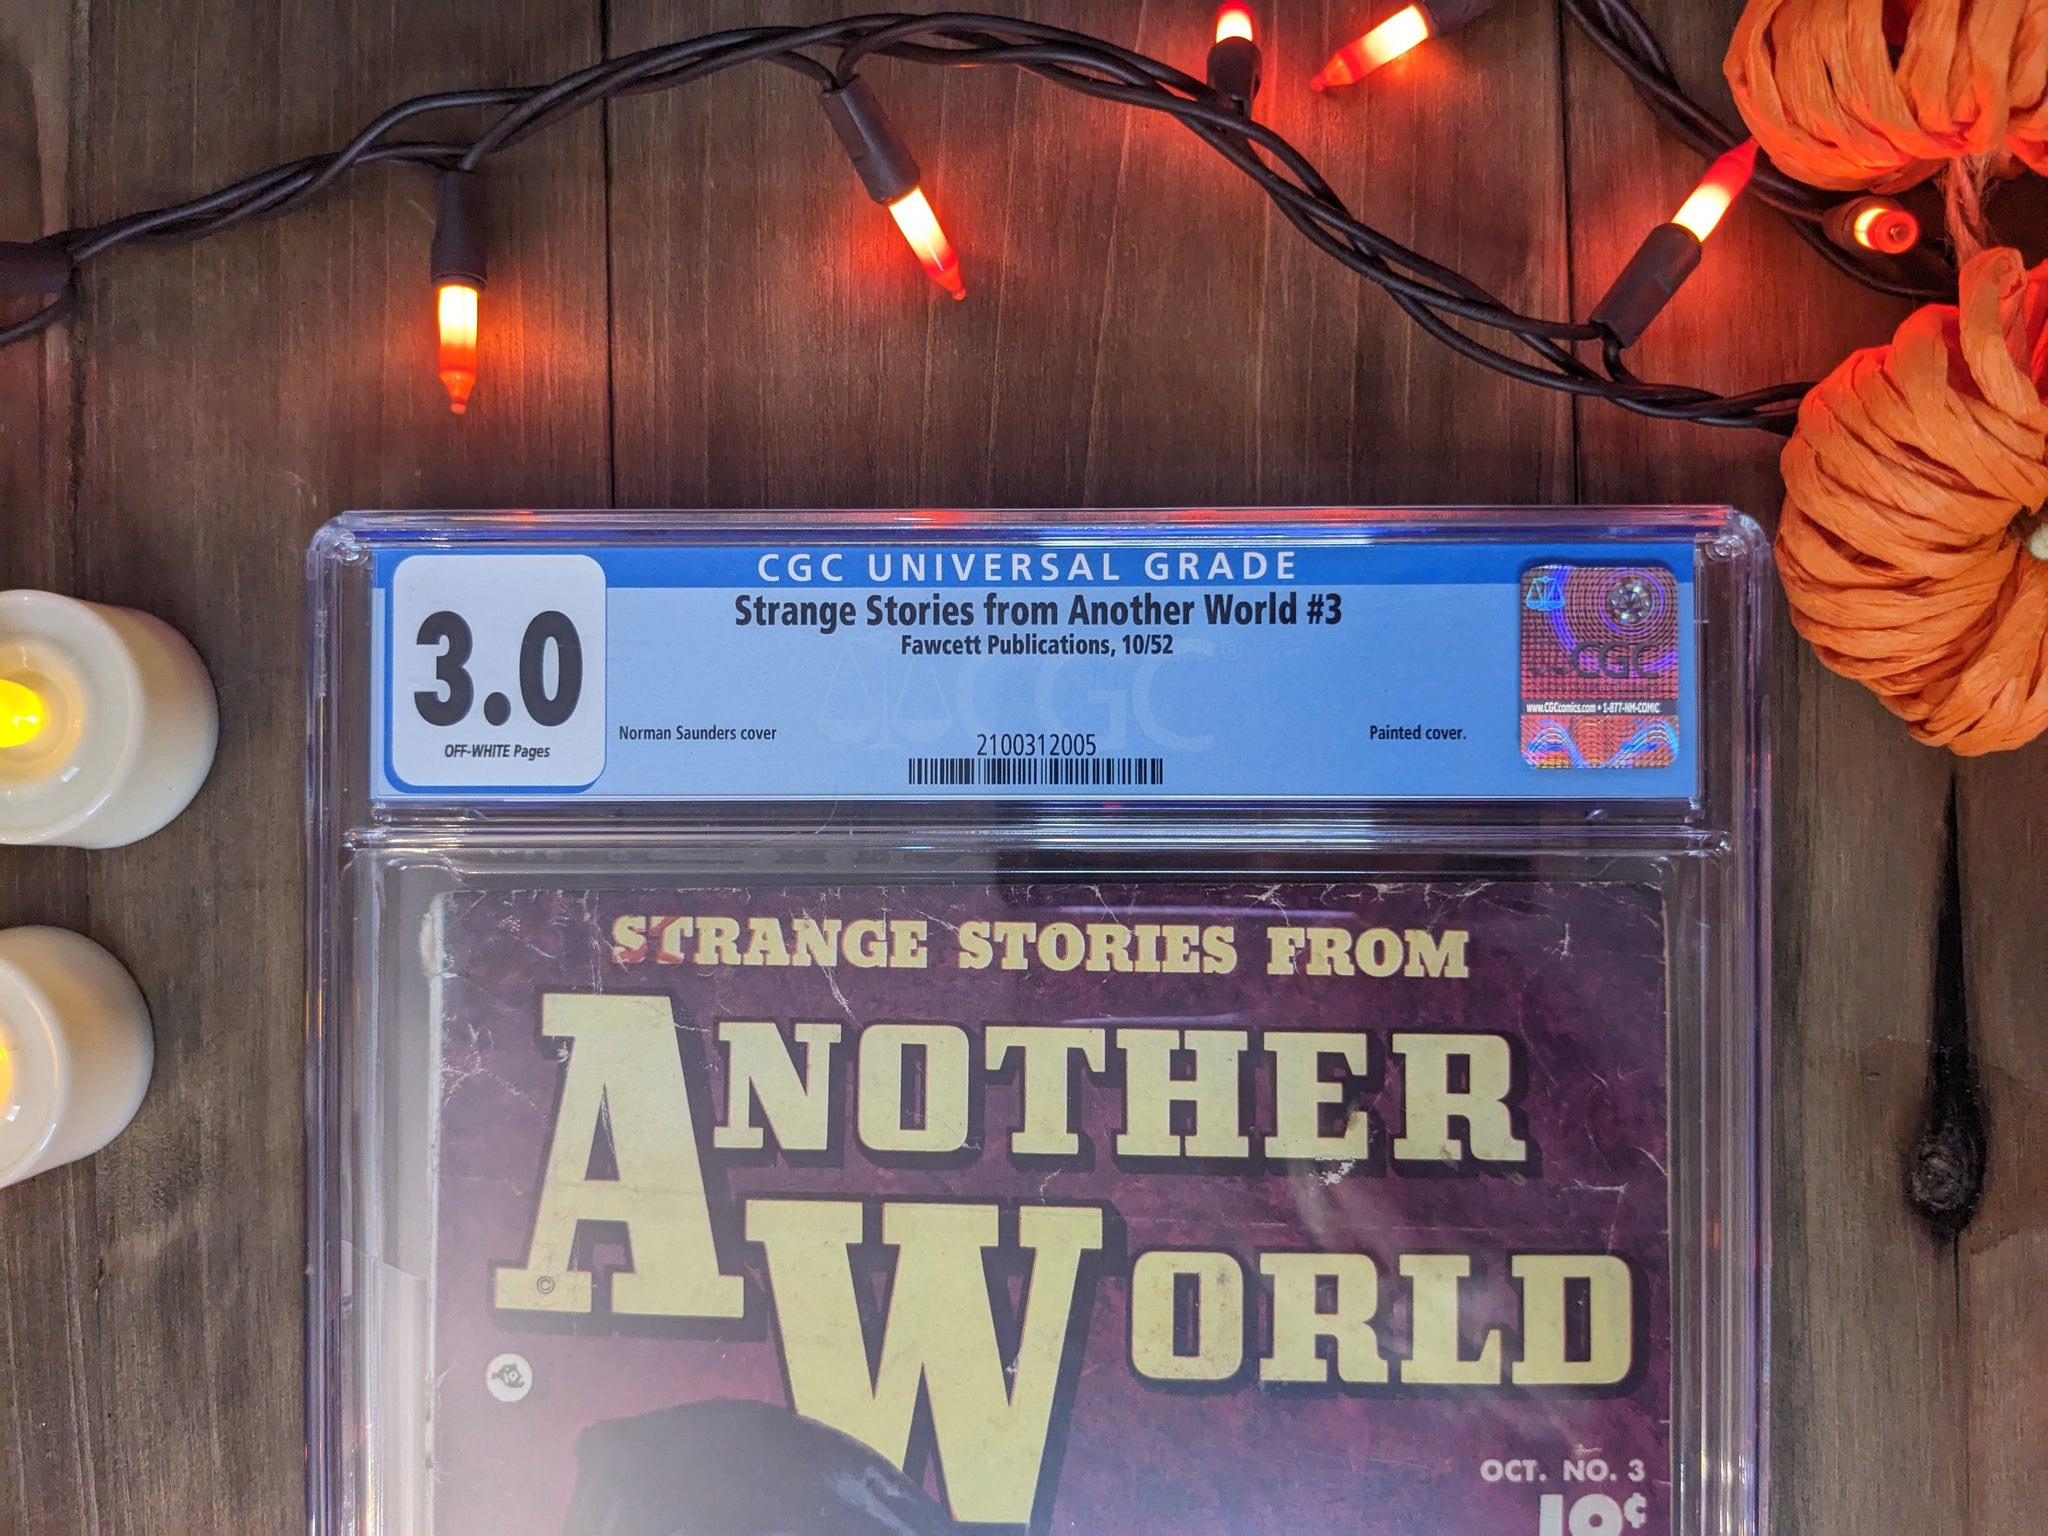 CGC UNIVERSAL GRADE
3.0
OFF-WHITE Pages
Strange Stories from Another World #3
Fawcett Publications, 10/52
Norman Saunders cover
2100312005
Painted cover.
CGC
CGC
www.CGCcomics.com • 1-877-NM-COMIC
STRANGE STORIES FROM
ANOTHER
WORLD
©
OCT. NO. 3
10¢